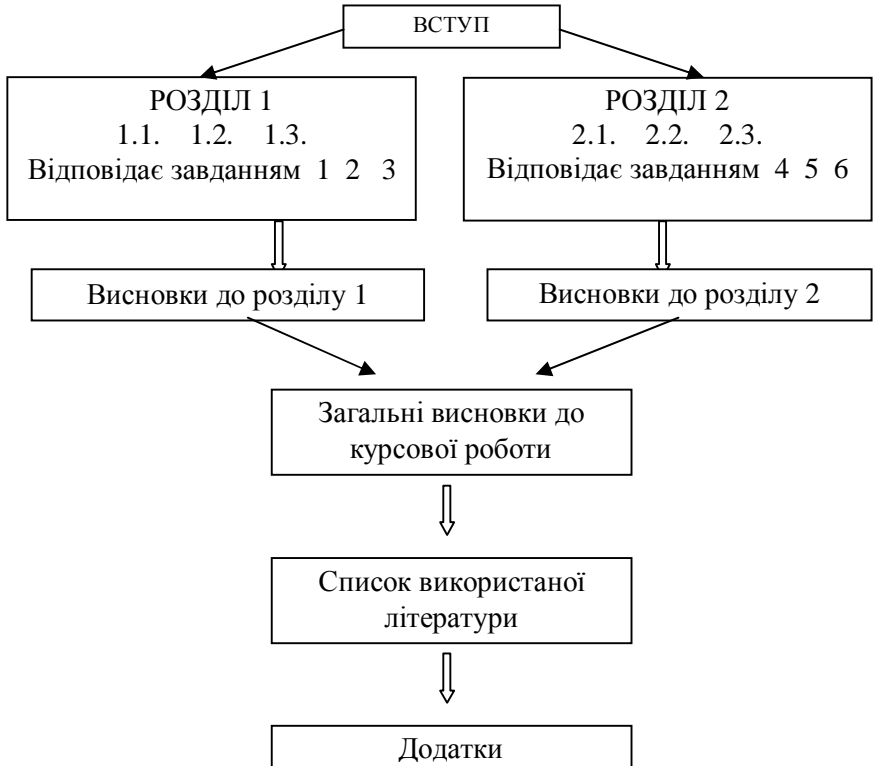 ВСТУП
РОЗДІЛ 1
1.1. 1.2. 1.3.
Відповідає завданням 1 2 3
РОЗДІЛ 2
2.1. 2.2. 2.3.
Відповідає завданням 4 5 6
Висновки до розділу 1
Висновки до розділу 2
Загальні висновки до
курсової роботи
Список використаної
літератури
Додатки